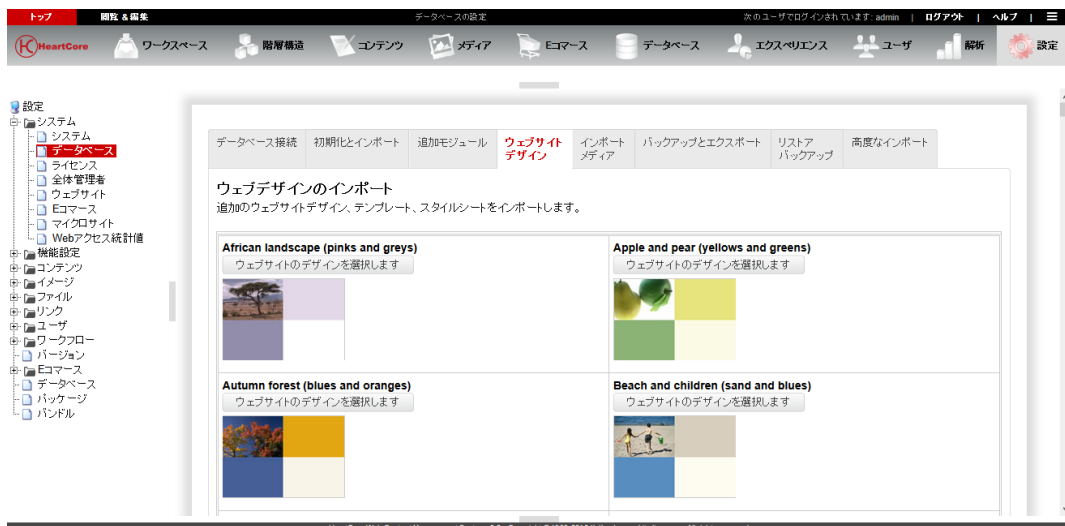 トップ 閲覧 & 編集 データベースの設定 次のユーザでログインされています: admin | ログアウト | ヘルプ |
HeartCore ワークスペース 階層構造 コンテンツ メディア Eコマース データベース エクスペリエンス ユーザ 解析 設定
設定
システム
システム
データベース
ライセンス
全体管理者
ウェブサイト
Eコマース
マイクロサイト
Webアクセス統計値
機能設定
コンテンツ
イメージ
ファイル
リンク
ユーザ
ワークフロー
バージョン
Eコマース
データベース
パッケージ
バンドル
データベース接続 初期化とインポート 追加モジュール ウェブサイト インポート バックアップとエクスポート リストア 高度なインポート
デザイン メディア バックアップ
ウェブデザインのインポート
追加のウェブサイトデザイン、テンプレート、スタイルシートをインポートします。
African landscape (pinks and greys) Apple and pear (yellows and greens)
ウェブサイトのデザインを選択します ウェブサイトのデザインを選択します
Autumn forest (blues and oranges) Beach and children (sand and blues)
ウェブサイトのデザインを選択します ウェブサイトのデザインを選択します